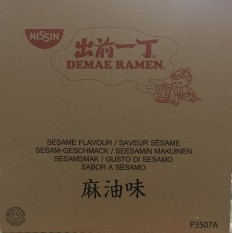 NISSIN
出前一丁
DEMAE RAMEN.
SESAME FLAVOUR / SAVEUR SÉSAME
SESAM-GESCHMACK / SEESAMIN MAKUINEN
SESAMSMAK / GUSTO DI SESAMO
SABOR A SÉSAMO
麻油味
P3507A